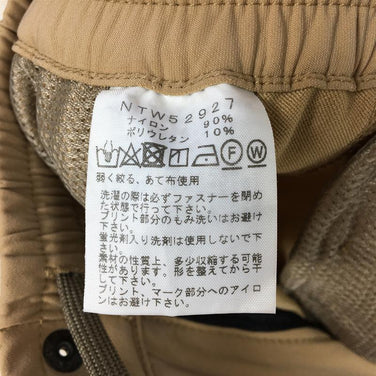 NTW52927
ナイロン 90%
ポリウレタン 10%
F W
弱く絞る、あて布使用
洗濯の際は必ずファスナーを閉め
た状態で行って下さい。
プリント部分のもみ洗いはお避け
下さい。
蛍光剤入り洗剤は使用しないで下
さい。
素材の性質上、多少収縮する可能
性があります。形を整えてから干
して下さい。
プリント、マーク部分へのアイロ
ンはお避け下さい。